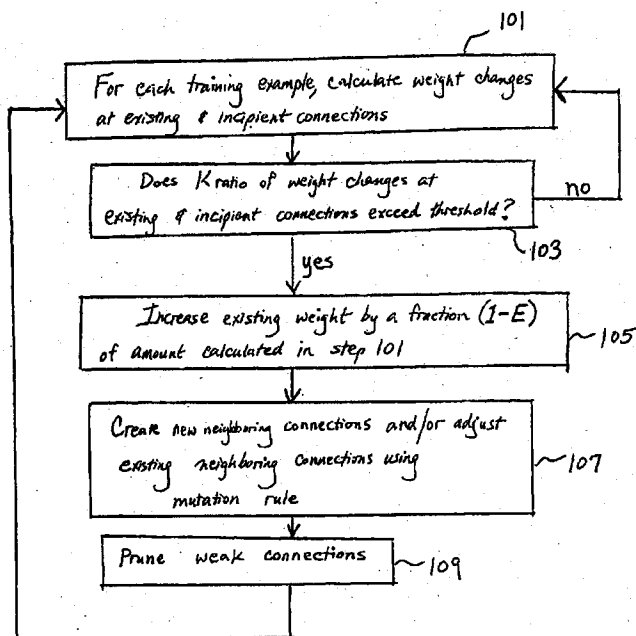 101
For each training example, calculate weight changes
at existing & incipient connections
Does K ratio of weight changes at
existing & incipient connections exceed threshold?
no
103
yes
Increase existing weight by a fraction (1-E)
of amount calculated in step 101
105
Create new neighboring connections and/or adjust
existing neighboring connections using
mutation rule
107
Prune weak connections
109